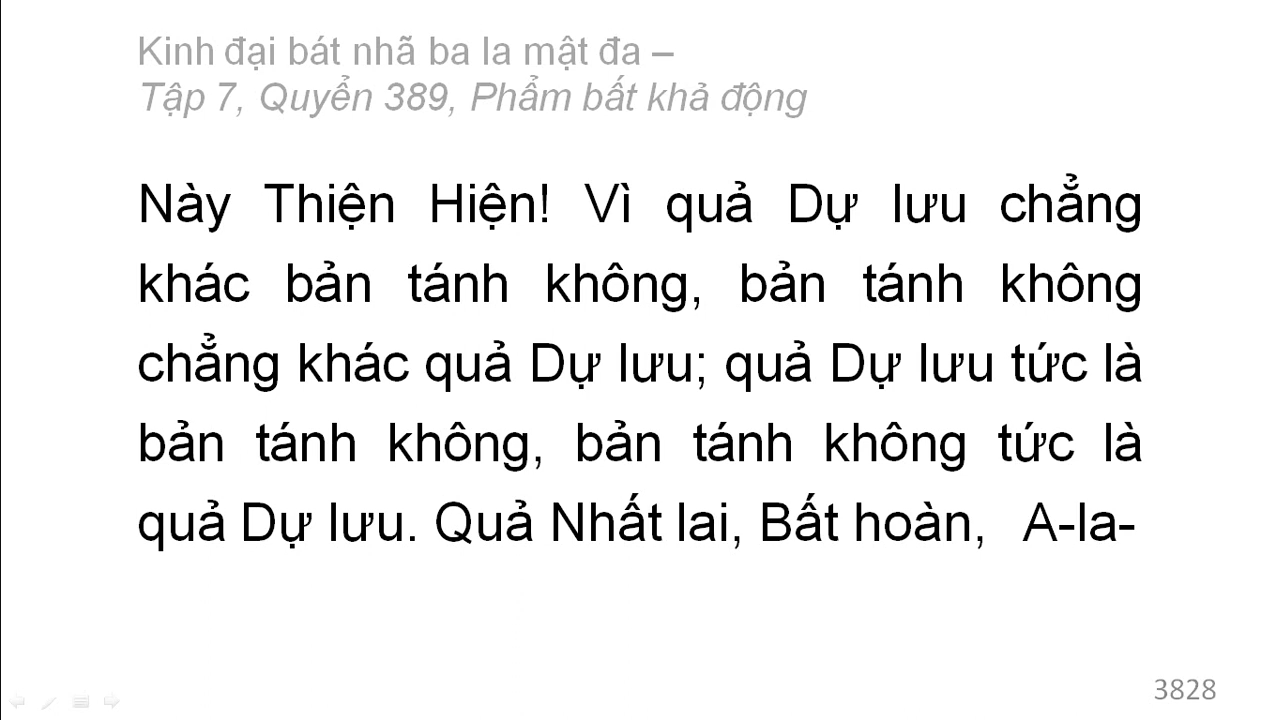 Kinh đại bát nhã ba la mật đa –
Tập 7, Quyển 389, Phẩm bất khả động
Này Thiện Hiện! Vì quả Dự lưu chẳng
khác bản tánh không, bản tánh không
chẳng khác quả Dự lưu; quả Dự lưu tức là
bản tánh không, bản tánh không tức là
quả Dự lưu. Quả Nhất lai, Bất hoàn, A-la-
3828